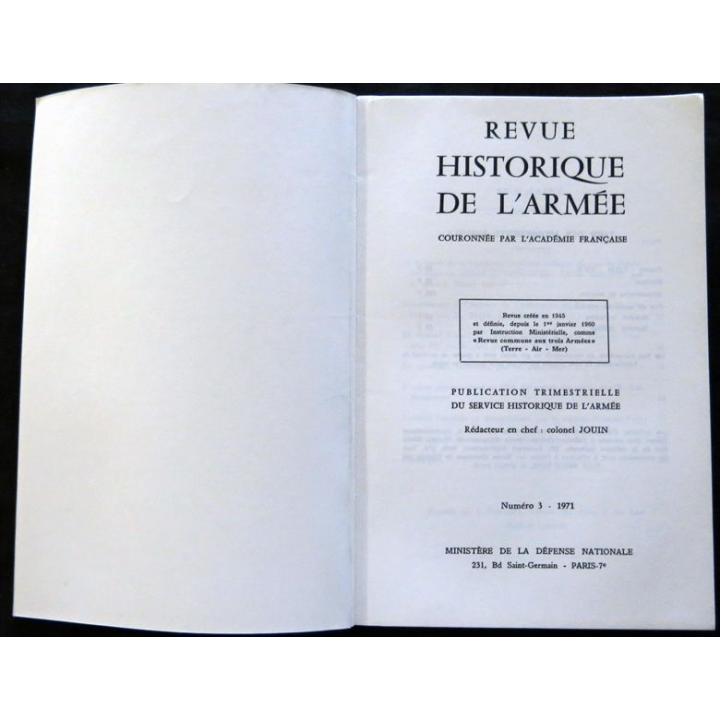 REVUE
HISTORIQUE
DE L'ARMÉE
COURONNÉE PAR L'ACADÉMIE FRANÇAISE
Revue créée en 1945
et définie, depuis le 1er janvier 1960
par Instruction Ministérielle, comme
«Revue commune aux trois Armées»
(Terre - Air - Mer)
PUBLICATION TRIMESTRIELLE
DU SERVICE HISTORIQUE DE L'ARMÉE
Rédacteur en chef : colonel JOUIN
Numéro 3 - 1971
MINISTÈRE DE LA DÉFENSE NATIONALE
231, Bd Saint-Germain - PARIS-7e